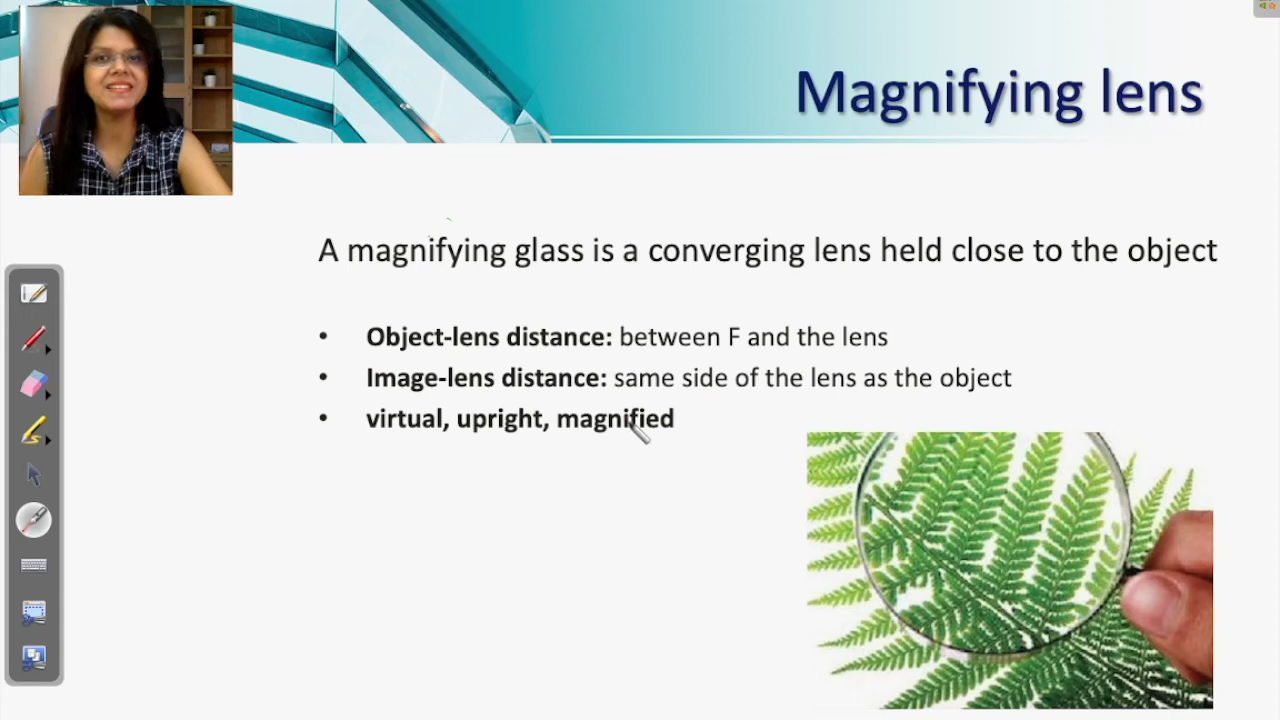 Magnifying lens
A magnifying glass is a converging lens held close to the object
• Object-lens distance: between F and the lens
• Image-lens distance: same side of the lens as the object
• virtual, upright, magnified